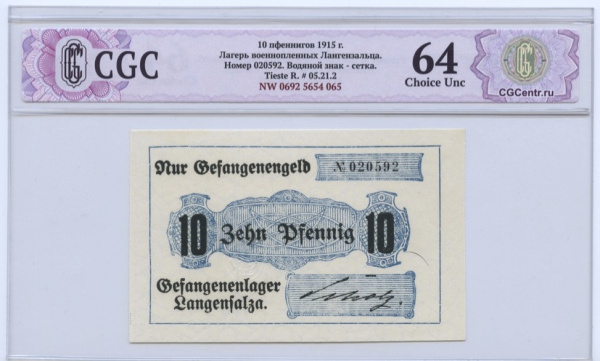 CGC
10 пфеннигов 1915 г.
Лагерь военнопленных Лангензальца.
Номер 020592. Водяной знак - сетка.
Tieste R. # 05.21.2
NW 0692 5654 065
64
Choice Unc
CGCentr.ru
Nur Gefangenengeld
№ 020592
10 Zehn Pfennig 10
Gefangenenlager
Langensalza.